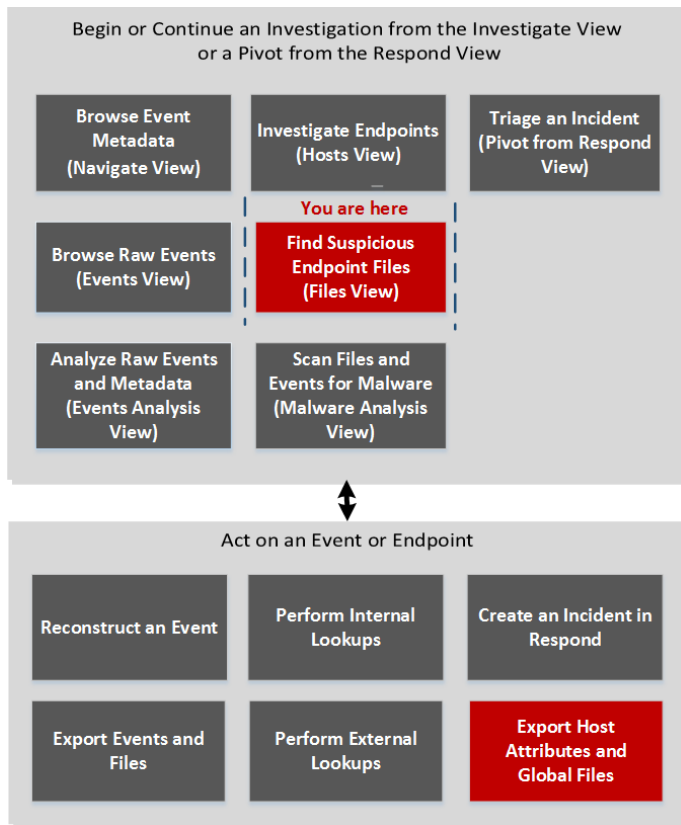 Begin or Continue an Investigation from the Investigate View
or a Pivot from the Respond View
Browse Event
Metadata
(Navigate View)
Investigate Endpoints
(Hosts View)
Triage an Incident
(Pivot from Respond
View)
You are here
Browse Raw Events
(Events View)
Find Suspicious
Endpoint Files
(Files View)
Analyze Raw Events
and Metadata
(Events Analysis
View)
Scan Files and
Events for Malware
(Malware Analysis
View)
Act on an Event or Endpoint
Reconstruct an Event
Perform Internal
Lookups
Create an Incident in
Respond
Export Events and
Files
Perform External
Lookups
Export Host
Attributes and
Global Files